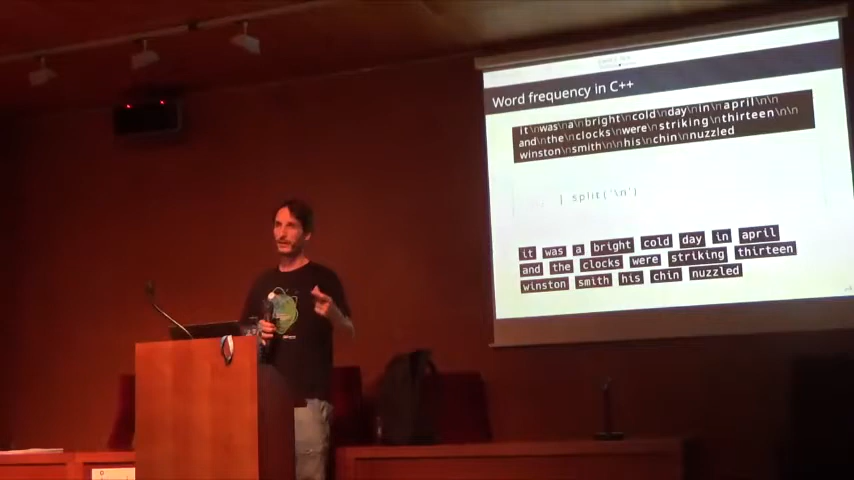 Word frequency in C++
it\nwas\na\nbright\ncold\nday\nin\napril\n\n
and\nthe\nclocks\nwere\nstriking\nthirteen\n\n
winston\nsmith\n\nhis\nchin\nnuzzled
| split('\n')
it was a bright cold day in april
and the clocks were striking thirteen
winston smith his chin nuzzled